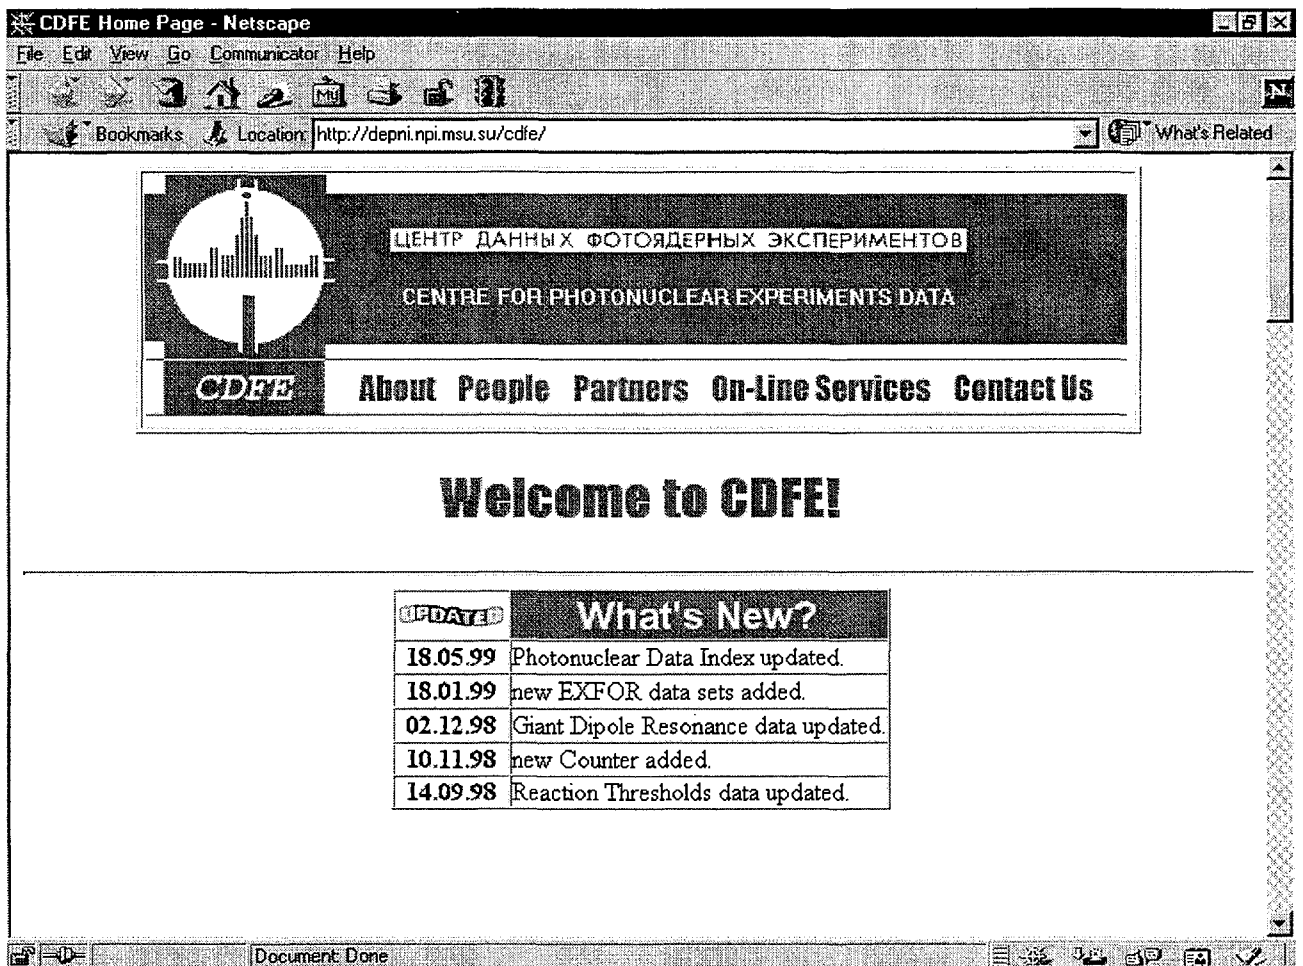 CDFE Home Page - Netscape
File Edit View Go Communicator Help
My
N
Bookmarks Location: http://depni.npi.msu.su/cdfe/ What's Related
ЦЕНТР ДАННЫХ ФОТОЯДЕРНЫХ ЭКСПЕРИМЕНТОВ
CENTRE FOR PHOTONUCLEAR EXPERIMENTS DATA
CDFE About People Partners On-Line Services Contact Us
Welcome to CDFE!
UPDATED What's New?
18.05.99 Photonuclear Data Index updated.
18.01.99 new EXFOR data sets added.
02.12.98 Giant Dipole Resonance data updated.
10.11.98 new Counter added.
14.09.98 Reaction Thresholds data updated.
Document: Done